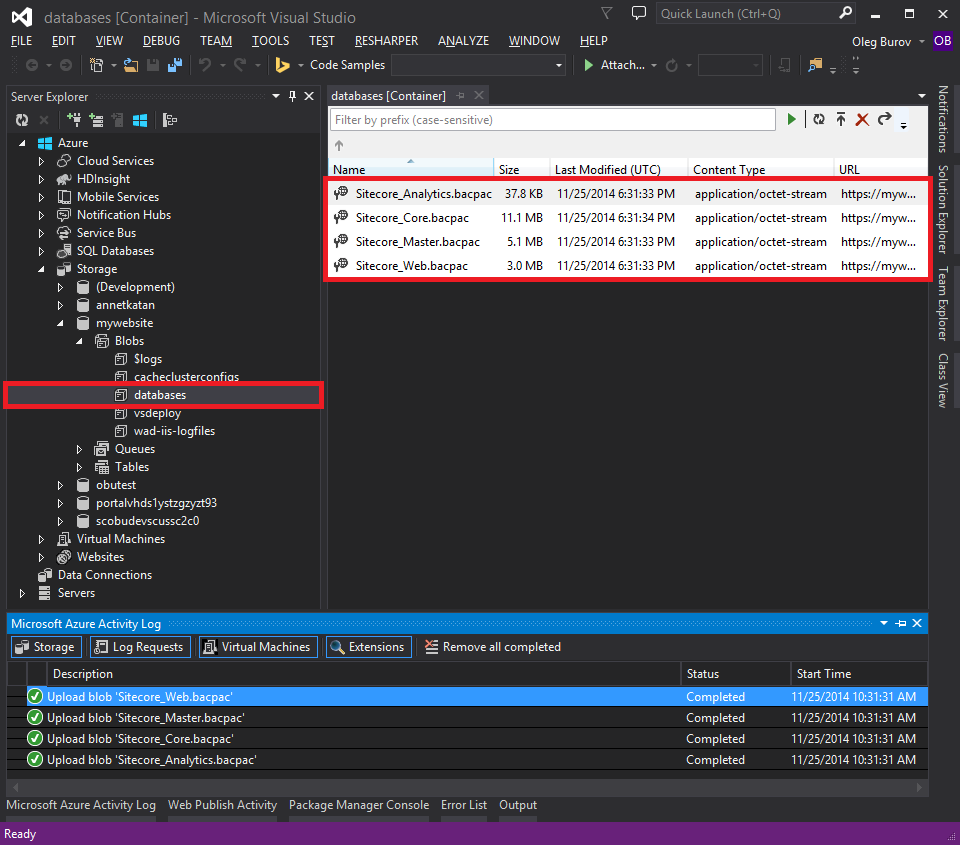 databases [Container] - Microsoft Visual Studio
Quick Launch (Ctrl+Q)
FILE EDIT VIEW DEBUG TEAM TOOLS TEST RESHARPER ANALYZE WINDOW HELP
Oleg Burov OB
Code Samples Attach...
Server Explorer
Azure
Cloud Services
HDInsight
Mobile Services
Notification Hubs
Service Bus
SQL Databases
Storage
(Development)
annetkatan
mywebsite
Blobs
$logs
cacheclusterconfigs
databases
vsdeploy
wad-iis-logfiles
Queues
Tables
obutest
portalvhds1ystzgzyzt93
scobudevscussc2c0
Virtual Machines
Websites
Data Connections
Servers
databases [Container]
Filter by prefix (case-sensitive)
Name Size Last Modified (UTC) Content Type URL
Sitecore_Analytics.bacpac 37.8 KB 11/25/2014 6:31:33 PM application/octet-stream https://myw...
Sitecore_Core.bacpac 11.1 MB 11/25/2014 6:31:34 PM application/octet-stream https://myw...
Sitecore_Master.bacpac 5.1 MB 11/25/2014 6:31:33 PM application/octet-stream https://myw...
Sitecore_Web.bacpac 3.0 MB 11/25/2014 6:31:33 PM application/octet-stream https://myw...
Notifications
Solution Explorer
Team Explorer
Class View
Microsoft Azure Activity Log
Storage Log Requests Virtual Machines Extensions Remove all completed
Description Status Start Time
Upload blob 'Sitecore_Web.bacpac' Completed 11/25/2014 10:31:31 AM
Upload blob 'Sitecore_Master.bacpac' Completed 11/25/2014 10:31:31 AM
Upload blob 'Sitecore_Core.bacpac' Completed 11/25/2014 10:31:31 AM
Upload blob 'Sitecore_Analytics.bacpac' Completed 11/25/2014 10:31:31 AM
Microsoft Azure Activity Log Web Publish Activity Package Manager Console Error List Output
Ready